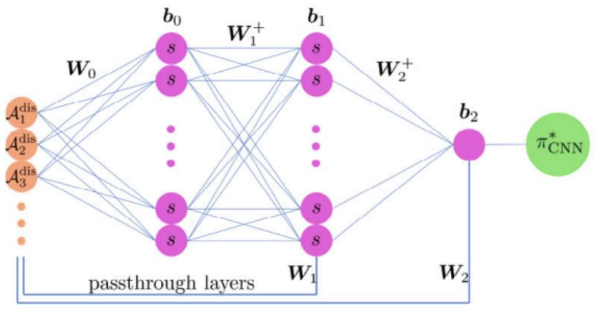 b₀
b₁
W₀
W₁⁺
W₂⁺
s
s
s
s
s
s
s
s
𝒜₁ᵈⁱˢ
𝒜₂ᵈⁱˢ
𝒜₃ᵈⁱˢ
b₂
π*CNN
passthrough layers
W₁
W₂